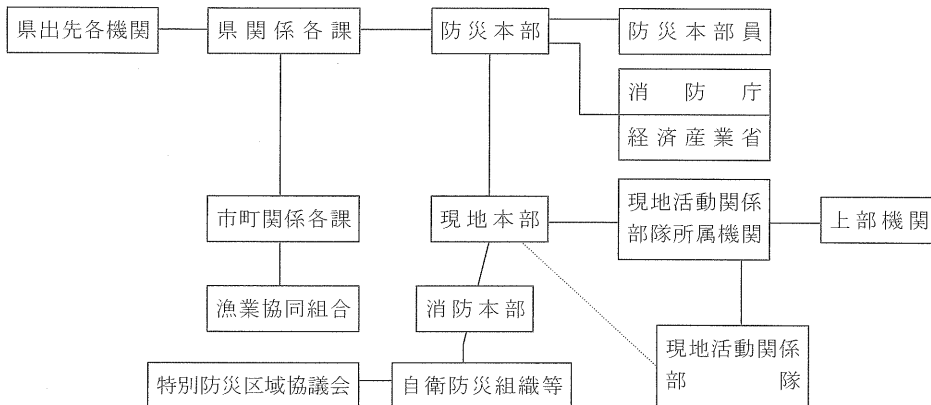 県出先各機関
県関係各課
防災本部
防災本部員
消防庁
経済産業省
市町関係各課
現地本部
現地活動関係
部隊所属機関
上部機関
漁業協同組合
消防本部
現地活動関係
部隊
特別防災区域協議会
自衛防災組織等